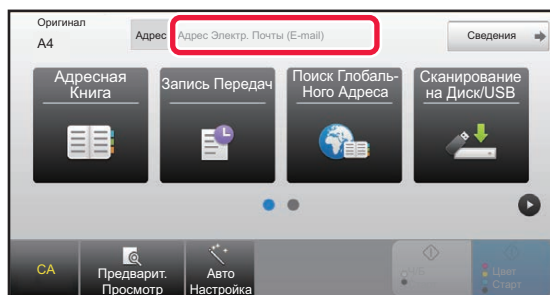 Оригинал
A4
Адрес Адрес Электр. Почты (E-mail)
Сведения
Адресная
Книга
Запись Передач
Поиск Глобаль-
Ного Адреса
Сканирование
на Диск/USB
CA
Предварит.
Просмотр
Авто
Настройка
Цвет
Старт